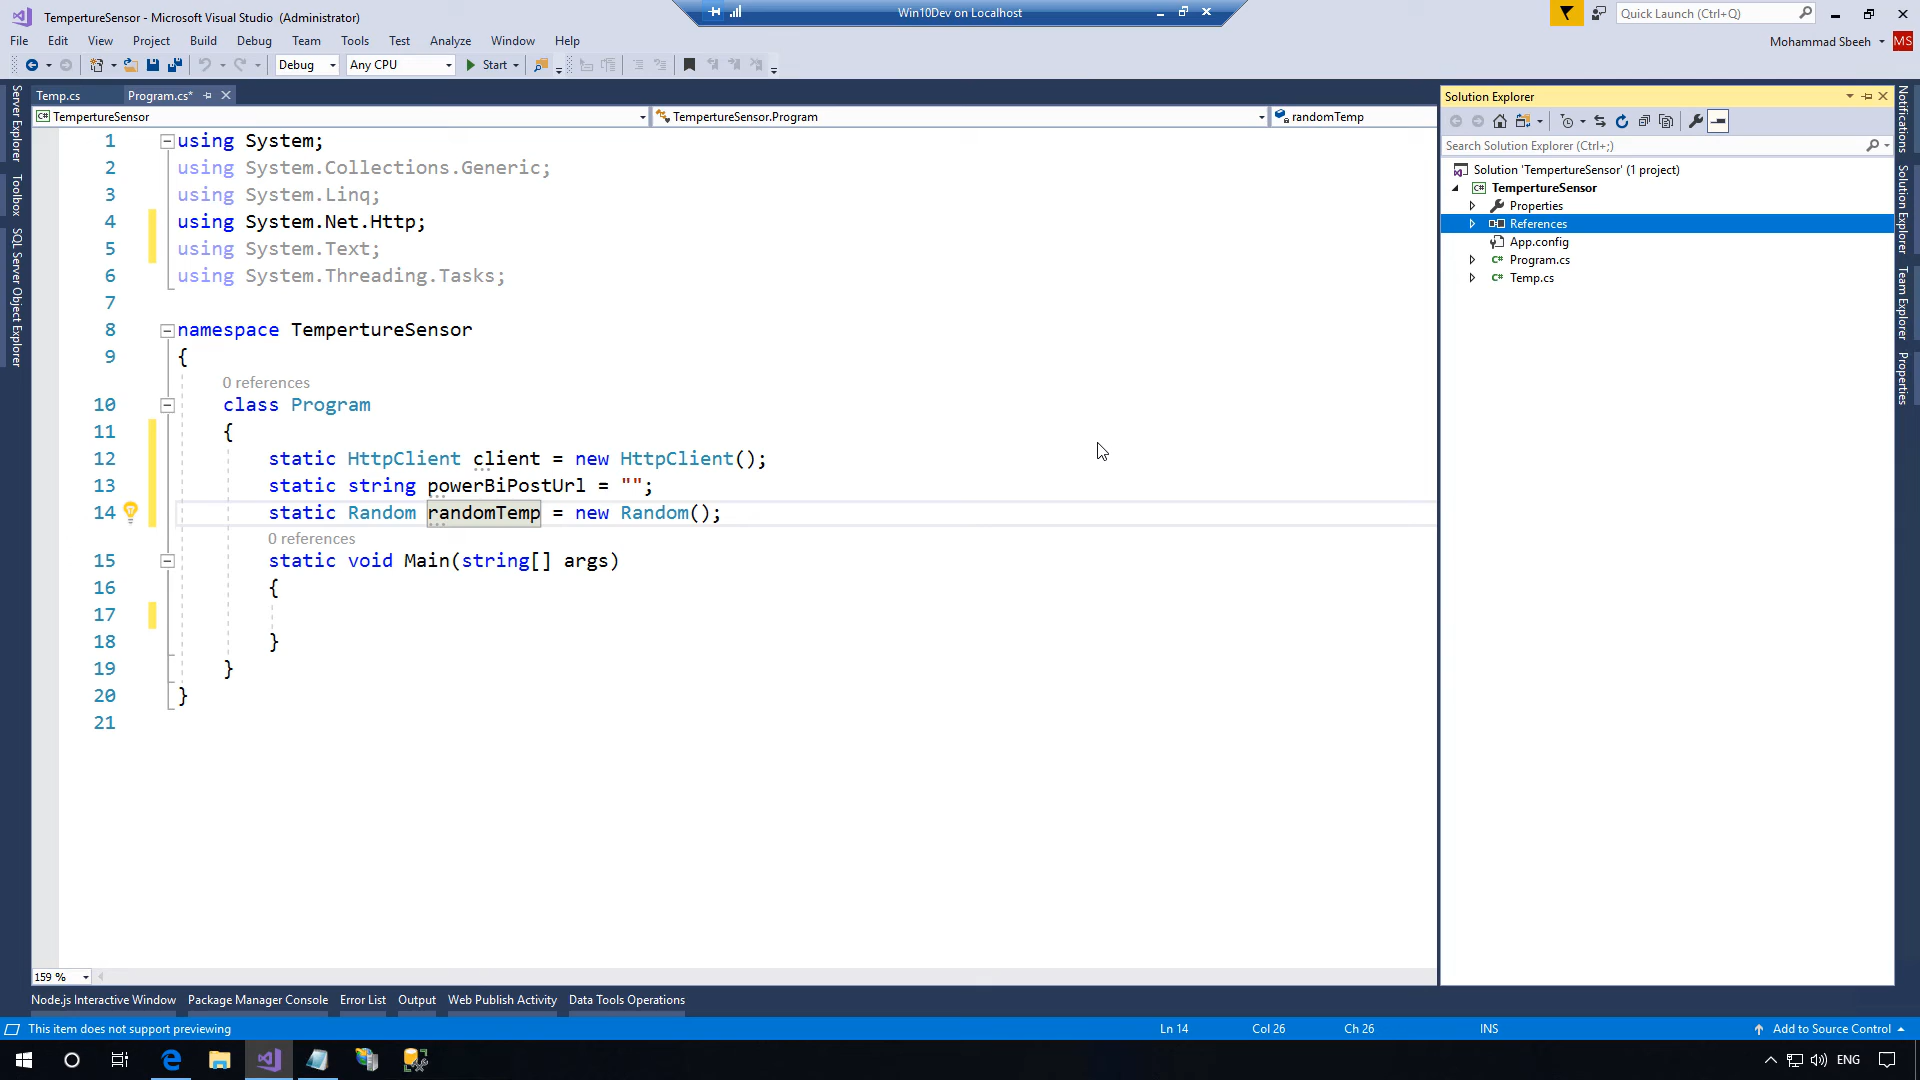 TempertureSensor - Microsoft Visual Studio (Administrator)
Win10Dev on Localhost
Quick Launch (Ctrl+Q)
File Edit View Project Build Debug Team Tools Test Analyze Window Help
Mohammad Sbeeh MS
Debug Any CPU Start
Temp.cs Program.cs*
TempertureSensor TempertureSensor.Program randomTemp
Server Explorer
Toolbox
SQL Server Object Explorer
1 using System;
2 using System.Collections.Generic;
3 using System.Linq;
4 using System.Net.Http;
5 using System.Text;
6 using System.Threading.Tasks;
7
8 namespace TempertureSensor
9 {
0 references
10 class Program
11 {
12 static HttpClient client = new HttpClient();
13 static string powerBiPostUrl = "";
14 static Random randomTemp = new Random();
0 references
15 static void Main(string[] args)
16 {
17
18 }
19 }
20 }
21
159 %
Solution Explorer
Search Solution Explorer (Ctrl+;)
Solution 'TempertureSensor' (1 project)
C# TempertureSensor
Properties
References
App.config
C# Program.cs
C# Temp.cs
Notifications
Solution Explorer
Team Explorer
Properties
Node.js Interactive Window Package Manager Console Error List Output Web Publish Activity Data Tools Operations
This item does not support previewing Ln 14 Col 26 Ch 26 INS Add to Source Control
ENG